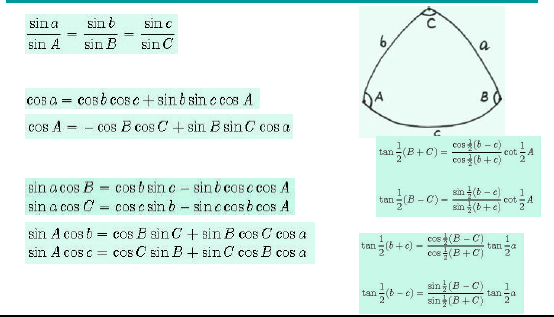 sin a / sin A = sin b / sin B = sin c / sin C
cos a = cos b cos c + sin b sin c cos A
cos A = − cos B cos C + sin B sin C cos a
sin a cos B = cos b sin c − sin b cos c cos A
sin a cos C = cos c sin b − sin c cos b cos A
sin A cos b = cos B sin C + sin B cos C cos a
sin A cos c = cos C sin B + sin C cos B cos a
C
b
a
A
B
c
tan 1/2 (B + C) = cos 1/2 (b − c) / cos 1/2 (b + c) cot 1/2 A
tan 1/2 (B − C) = sin 1/2 (b − c) / sin 1/2 (b + c) cot 1/2 A
tan 1/2 (b + c) = cos 1/2 (B − C) / cos 1/2 (B + C) tan 1/2 a
tan 1/2 (b − c) = sin 1/2 (B − C) / sin 1/2 (B + C) tan 1/2 a